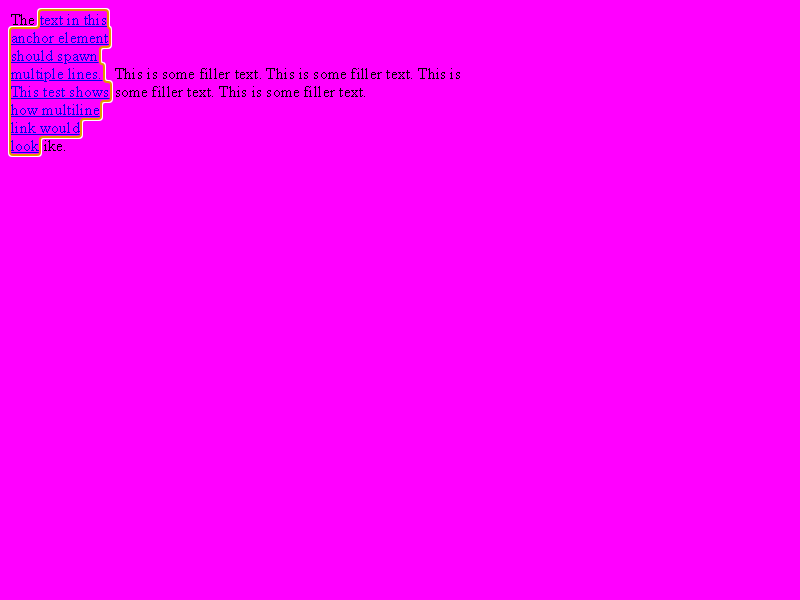 The text in this
anchor element
should spawn
multiple lines.
This test shows
how multiline
link would
look ike.
This is some filler text. This is some filler text. This is
some filler text. This is some filler text.